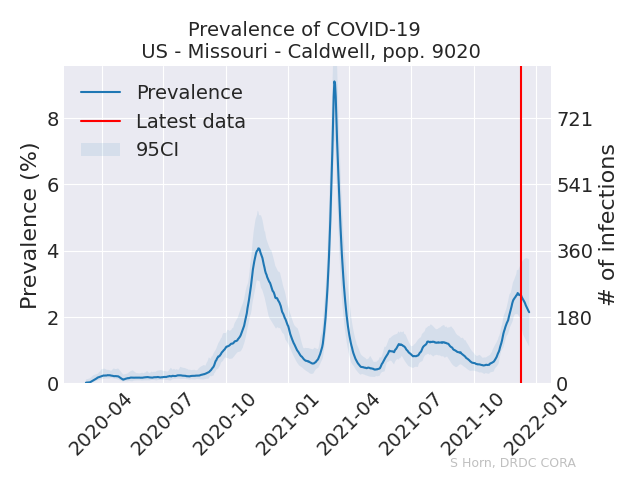 Prevalence of COVID-19
US - Missouri - Caldwell, pop. 9020
Prevalence
Latest data
95CI
Prevalence (%)
8
6
4
2
0
721
541
360
180
0
# of infections
2020-04
2020-07
2020-10
2021-01
2021-04
2021-07
2021-10
2022-01
S Horn, DRDC CORA